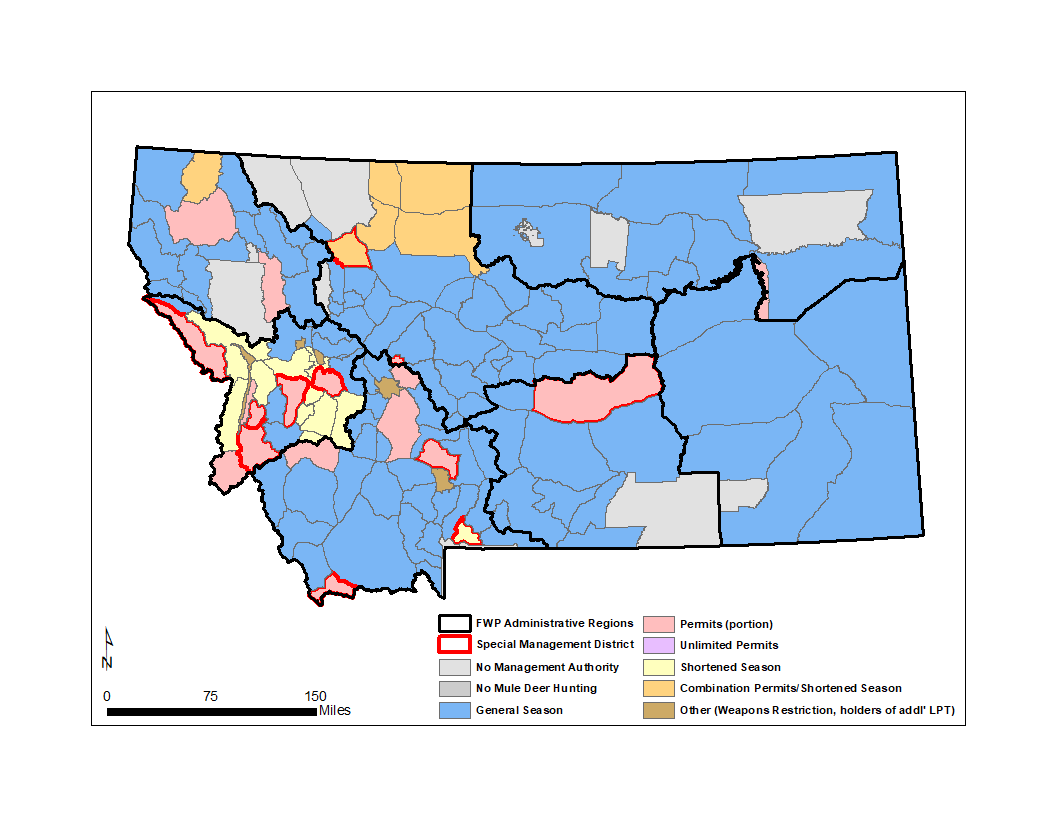 FWP Administrative Regions
Special Management District
No Management Authority
No Mule Deer Hunting
General Season
Permits (portion)
Unlimited Permits
Shortened Season
Combination Permits/Shortened Season
Other (Weapons Restriction, holders of addl' LPT)
N
0 75 150
Miles